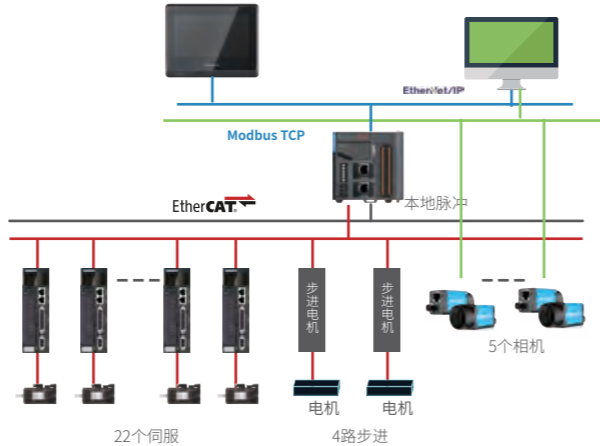 EtherNet/IP
Modbus TCP
本地脉冲
EtherCAT
步进电机
步进电机
5个相机
电机
电机
22个伺服
4路步进